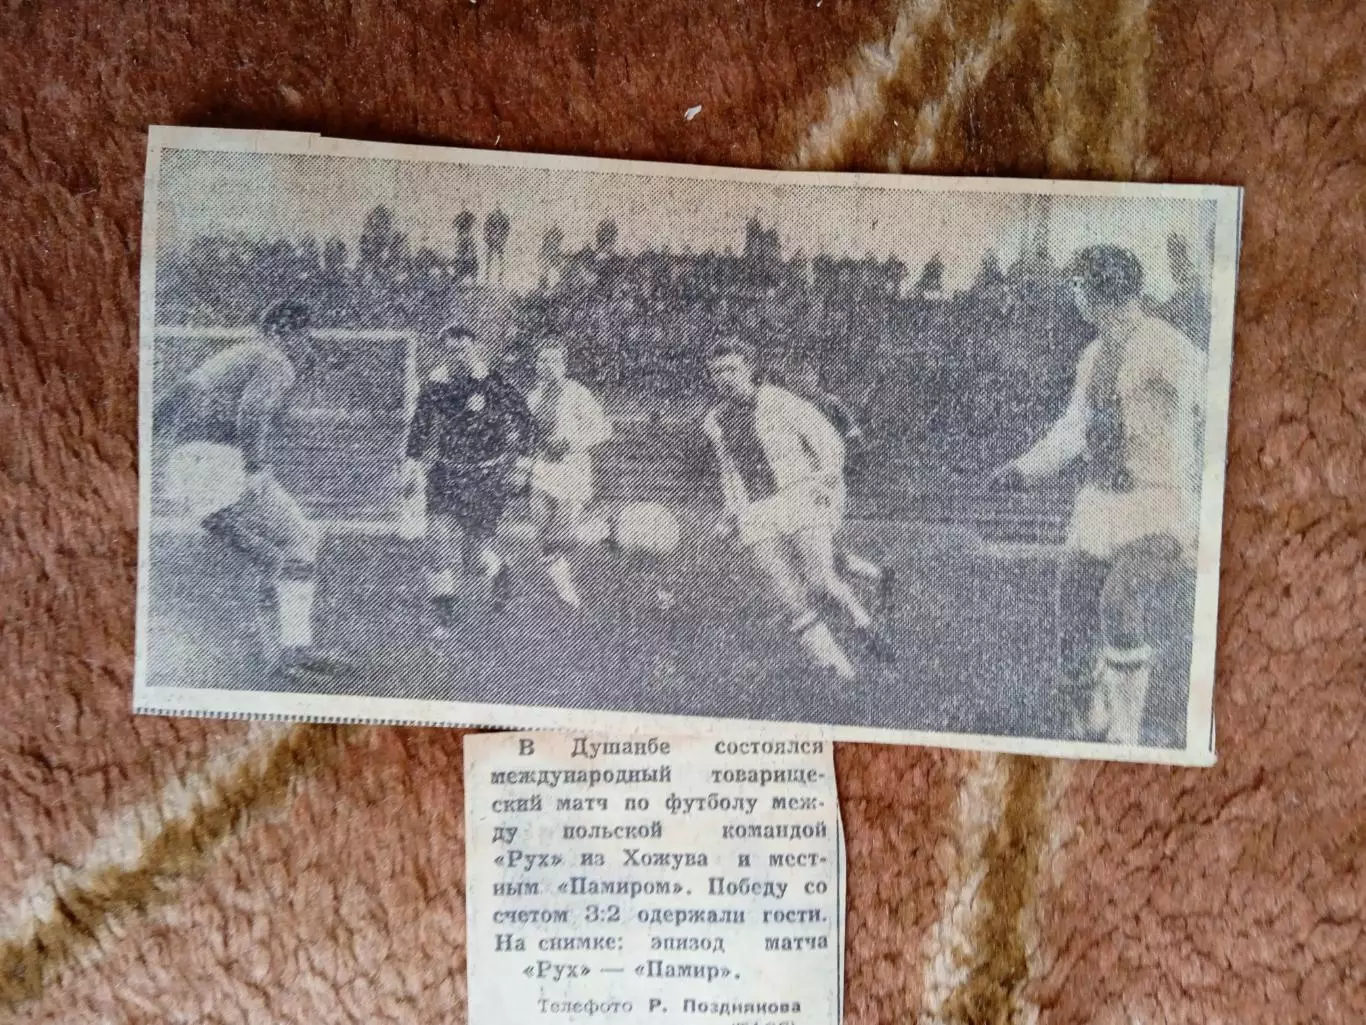 В Душанбе состоялся
международный товарище-
ский матч по футболу меж-
ду польской командой
«Рух» из Хожува и мест-
ным «Памиром». Победу со
счетом 3:2 одержали гости.
На снимке: эпизод матча
«Рух» — «Памир».
Телефото Р. Позднякова